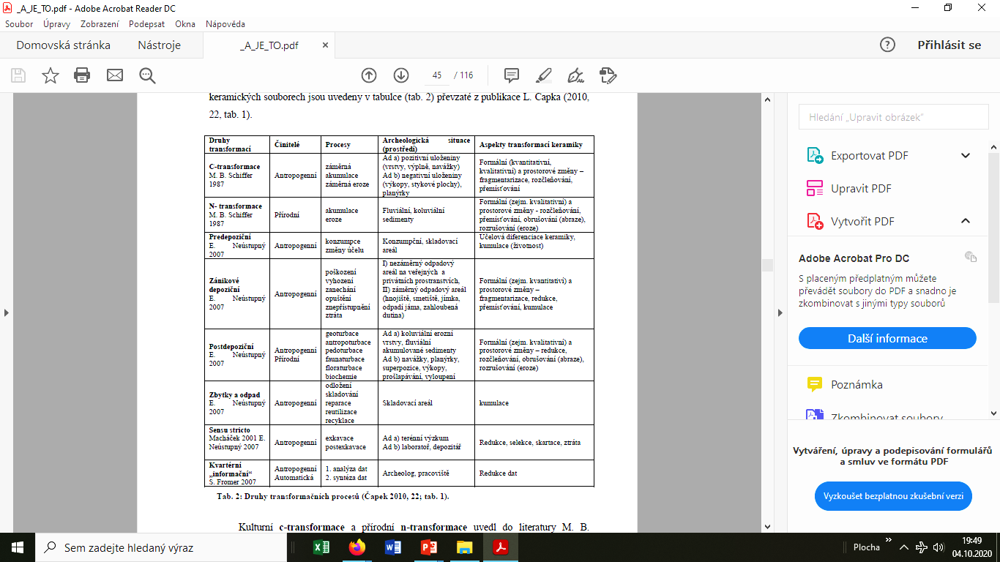 _A_JE_TO.pdf - Adobe Acrobat Reader DC
Soubor Úpravy Zobrazení Podepsat Okna Nápověda
Domovská stránka Nástroje _A_JE_TO.pdf × Přihlásit se
45 / 116
keramických souborech jsou uvedeny v tabulce (tab. 2) převzaté z publikace L. Čapka (2010,
22, tab. 1).
Druhy
transformací
Činitelé
Procesy
Archeologická situace
(prostředí)
Aspekty transformací keramiky
C-transformace
M. B. Schiffer
1987
Antropogenní
záměrná
akumulace
záměrná eroze
Ad a) pozitivní uloženiny
(vrstvy, výplně, navážky)
Ad b) negativní uloženiny
(výkopy, stykové plochy),
planýrky
Formální (kvantitativní,
kvalitativní) a prostorové změny –
fragmentarizace, rozčleňování,
přemísťování
N- transformace
M. B. Schiffer
1987
Přírodní
akumulace
eroze
Fluviální, koluviální
sedimenty
Formální (zejm. kvalitativní) a
prostorové změny - rozčleňování,
přemísťování, obrušování (abraze),
rozrušování (eroze)
Predepoziční
E. Neústupný
2007
Antropogenní
konzumpce
změny účelu
Konzumpční, skladovací
areál
Účelová diferenciace keramiky,
kumulace (životnost)
Zánikové
depoziční
E. Neústupný
2007
Antropogenní
poškození
vyhození
zanechání
opuštění
znepřístupnění
ztráta
I) nezáměrný odpadový
areál na veřejných a
privátních prostranstvích,
II) záměrný odpadový areál
(hnojiště, smetiště, jímka,
odpadí jáma, zahloubená
dutina)
Formální (zejm. kvantitativí) a
prostorové změny –
fragmentarizace, redukce,
přemísťování, kumulace
Postdepoziční
E. Neústupný
2007
Antropogenní
Přírodní
geoturbace
antropoturbace
pedoturbace
faunaturbace
floraturbace
biochemie
Ad a) koluviální erozní
vrstvy, fluviální
akumulované sedimenty
Ad b) navážky, planýrky,
superpozice, výkopy,
prošlapávání, vyloupení
Formální (zejm. kvalitativní) a
prostorové změny – redukce,
rozčleňování, obrušování (abraze),
rozrušování (eroze)
Zbytky a odpad
E. Neústupný
2007
Antropogenní
odložení
skladování
reparace
reutilizace
recyklace
Skladovací areál
kumulace
Sensu stricto
Macháček 2001 E.
Neústupný 2007
Antropogenní
exkavace
postexkavace
Ad a) terénní výzkum
Ad b) laboratoř, depozitář
Redukce, selekce, skartace, ztráta
Kvartérní
„informační“
S. Fromer 2007
Antropogenní
Automatická
1. analýza dat
2. syntéza dat
Archeolog, pracoviště
Redukce dat
Tab. 2: Druhy transformačních procesů (Čapek 2010, 22; tab. 1).
Kulturní c-transformace a přírodní n-transformace uvedl do literatury M. B.
Hledání „Upravit obrázek“
Exportovat PDF
Upravit PDF
Vytvořit PDF
Adobe Acrobat Pro DC
S placeným předplatným můžete
převádět soubory do PDF a snadno je
zkombinovat s jinými typy souborů
Další informace
Poznámka
Zkombinovat soubory
Vytváření, úpravy a podepisování formulářů
a smluv ve formátu PDF
Vyzkoušet bezplatnou zkušební verzi
Sem zadejte hledaný výraz
Plocha
19:49
04.10.2020